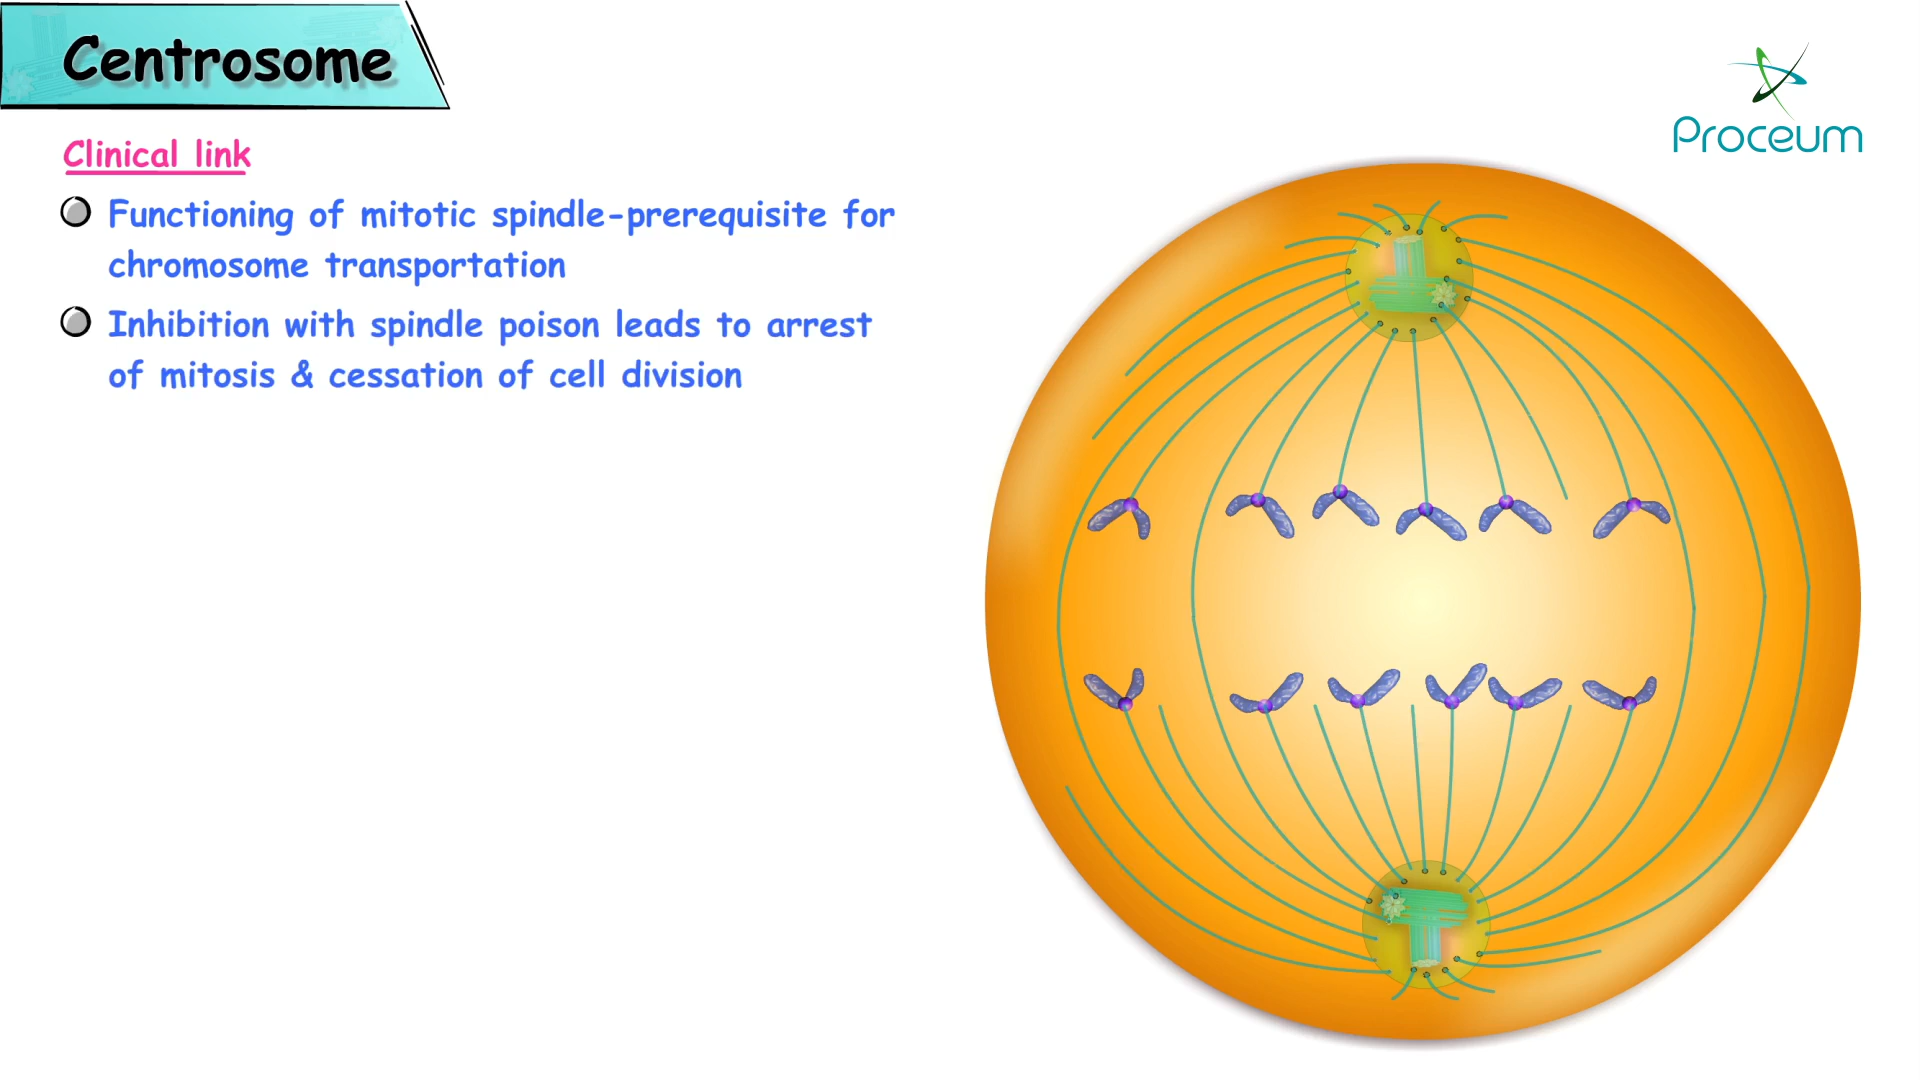 Centrosome
Proceum
Clinical link
Functioning of mitotic spindle-prerequisite for
chromosome transportation
Inhibition with spindle poison leads to arrest
of mitosis & cessation of cell division